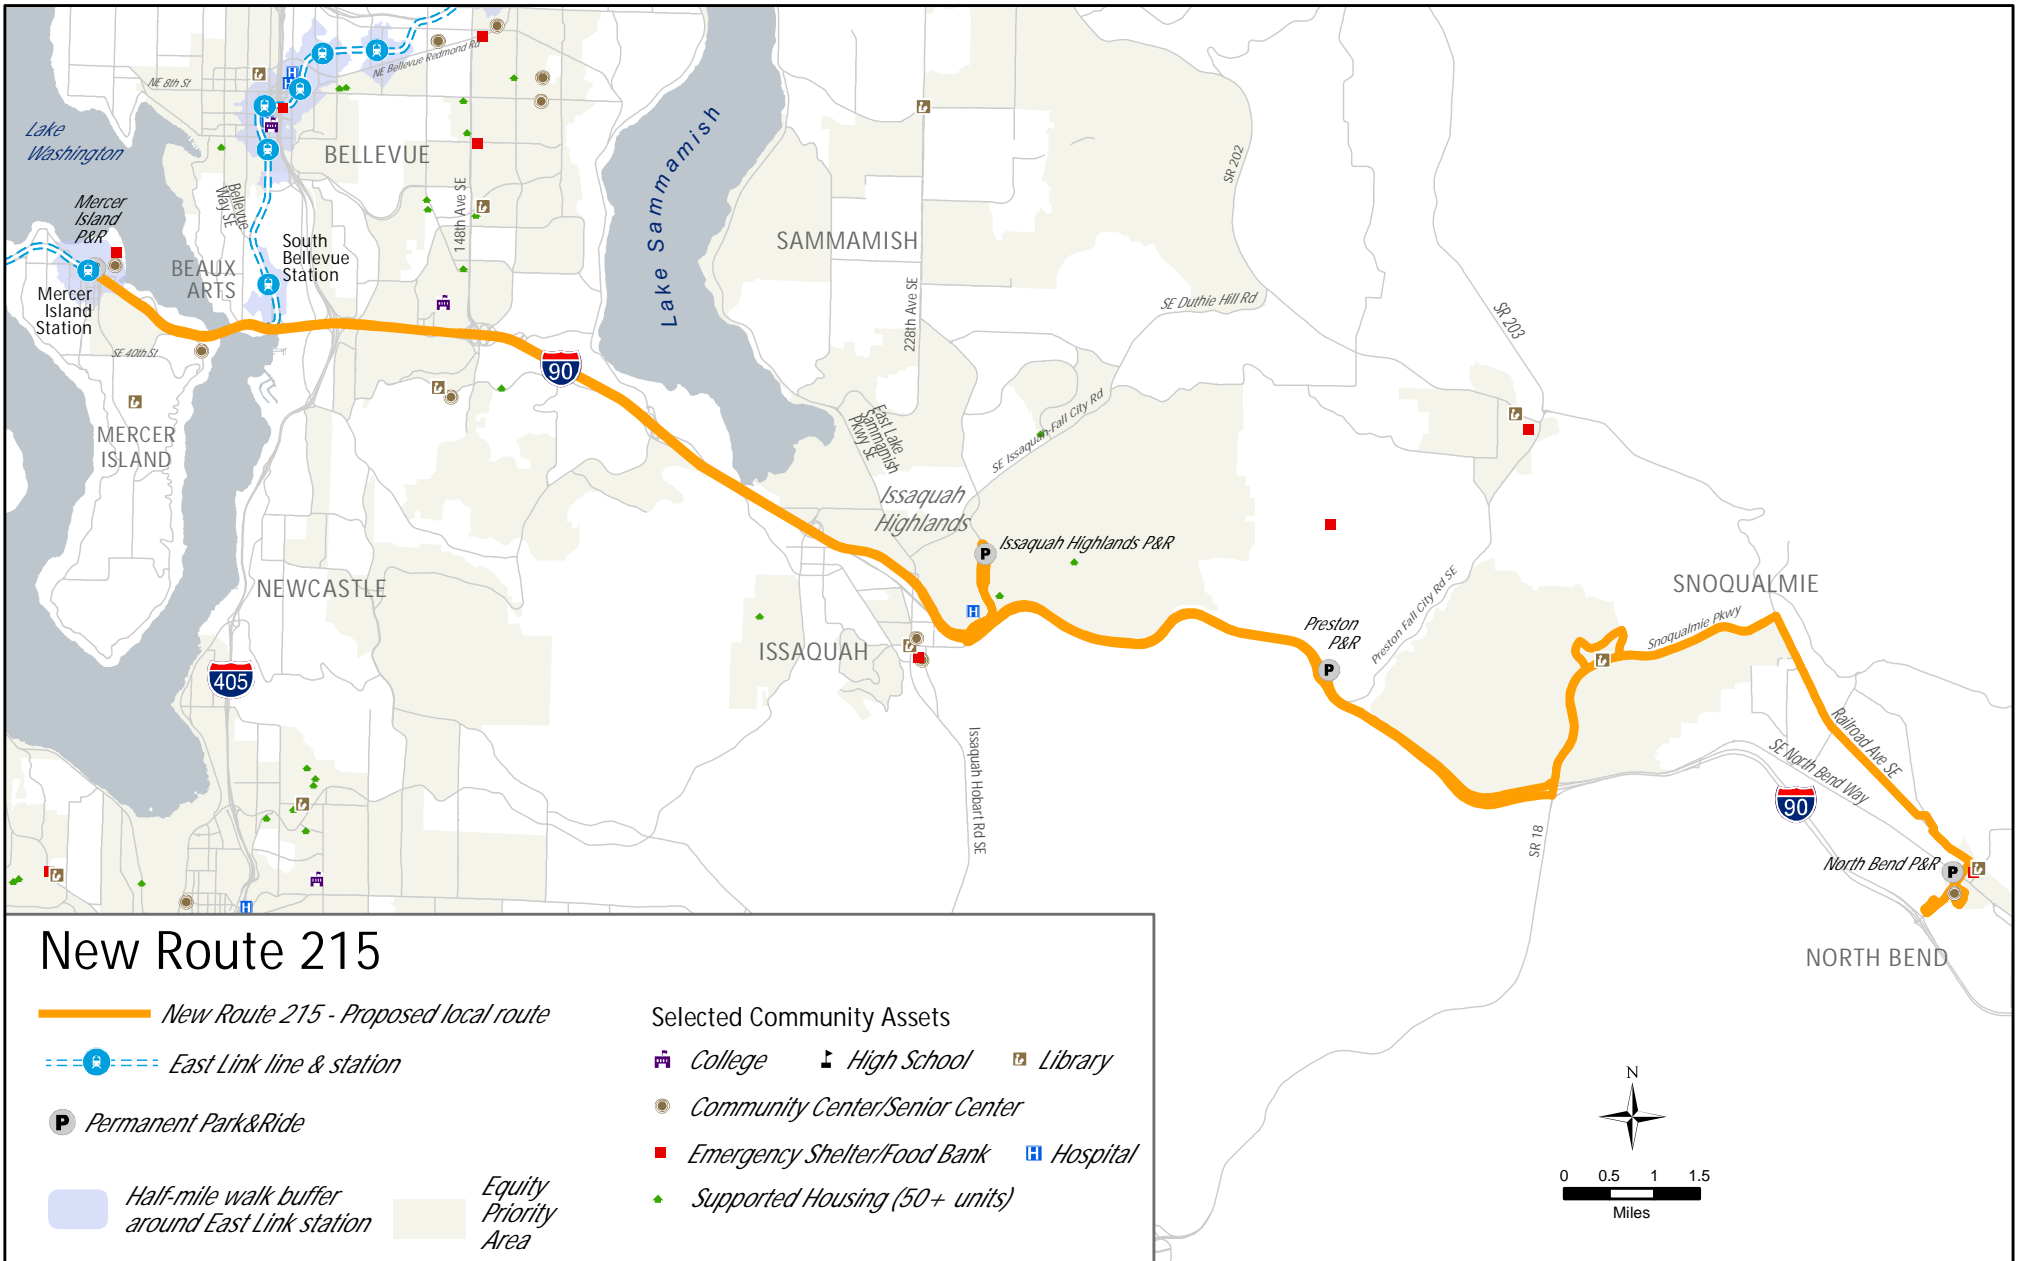 NE Bellevue Redmond Rd
NE 8th St
Lake
Washington
BELLEVUE
Lake Sammamish
SR 202
Mercer
Island
P&R
Bellevue
Way SE
148th Ave SE
SAMMAMISH
South
Bellevue
Station
BEAUX
ARTS
Mercer
Island
Station
SE 40th St
228th Ave SE
SE Duthie Hill Rd
SR 203
90
East Lake
Sammamish
Pkwy SE
SE Issaquah-Fall City Rd
MERCER
ISLAND
Issaquah
Highlands
P
Issaquah Highlands P&R
NEWCASTLE
H
SNOQUALMIE
Preston Fall City Rd SE
Snoqualmie Pkwy
Preston
P&R
P
ISSAQUAH
405
Railroad Ave SE
SE North Bend Way
Issaquah Hobart Rd SE
90
SR 18
North Bend P&R
P
H
NORTH BEND
New Route 215
New Route 215 - Proposed local route
East Link line & station
P Permanent Park&Ride
Half-mile walk buffer
around East Link station
Equity
Priority
Area
Selected Community Assets
College
High School
Library
Community Center/Senior Center
Emergency Shelter/Food Bank
H Hospital
Supported Housing (50+ units)
N
0 0.5 1 1.5
Miles